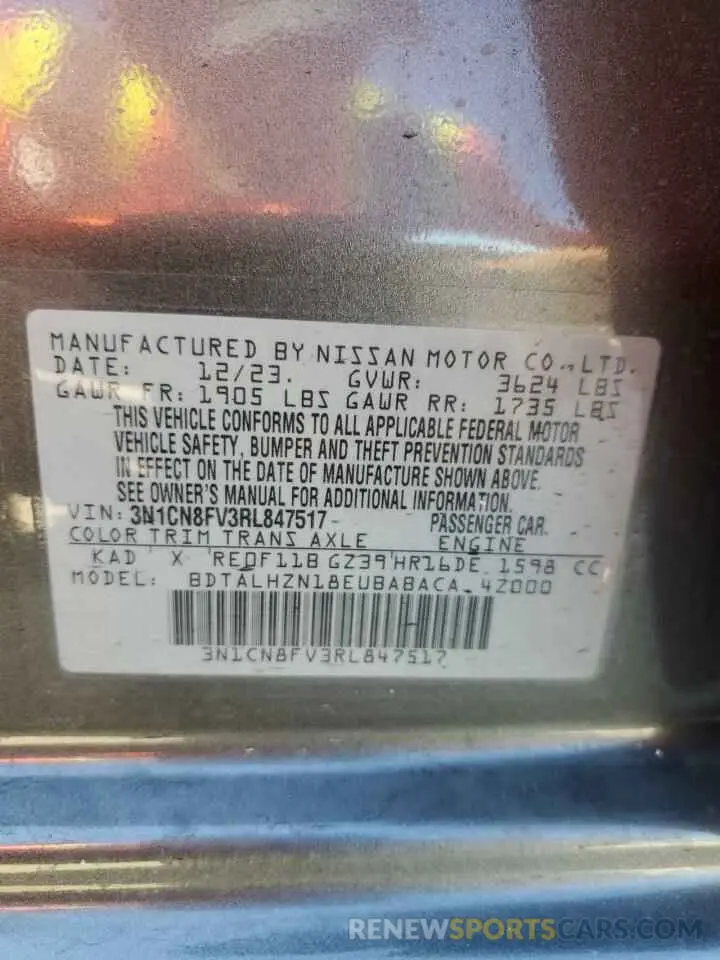 MANUFACTURED BY NISSAN MOTOR CO., LTD.
DATE: 12/23. GVWR: 3624 LBS
GAWR FR: 1905 LBS GAWR RR: 1735 LBS
THIS VEHICLE CONFORMS TO ALL APPLICABLE FEDERAL MOTOR
VEHICLE SAFETY, BUMPER AND THEFT PREVENTION STANDARDS
IN EFFECT ON THE DATE OF MANUFACTURE SHOWN ABOVE.
SEE OWNER'S MANUAL FOR ADDITIONAL INFORMATION.
VIN: 3N1CN8FV3RL847517 PASSENGER CAR.
COLOR TRIM TRANS AXLE ENGINE
KAD X RE0F11B GZ39 HR16DE 1598 CC
MODEL: BDTALHZN18EUBABACA 4Z000
3N1CN8FV3RL847517
RENEWSPORTSCARS.COM